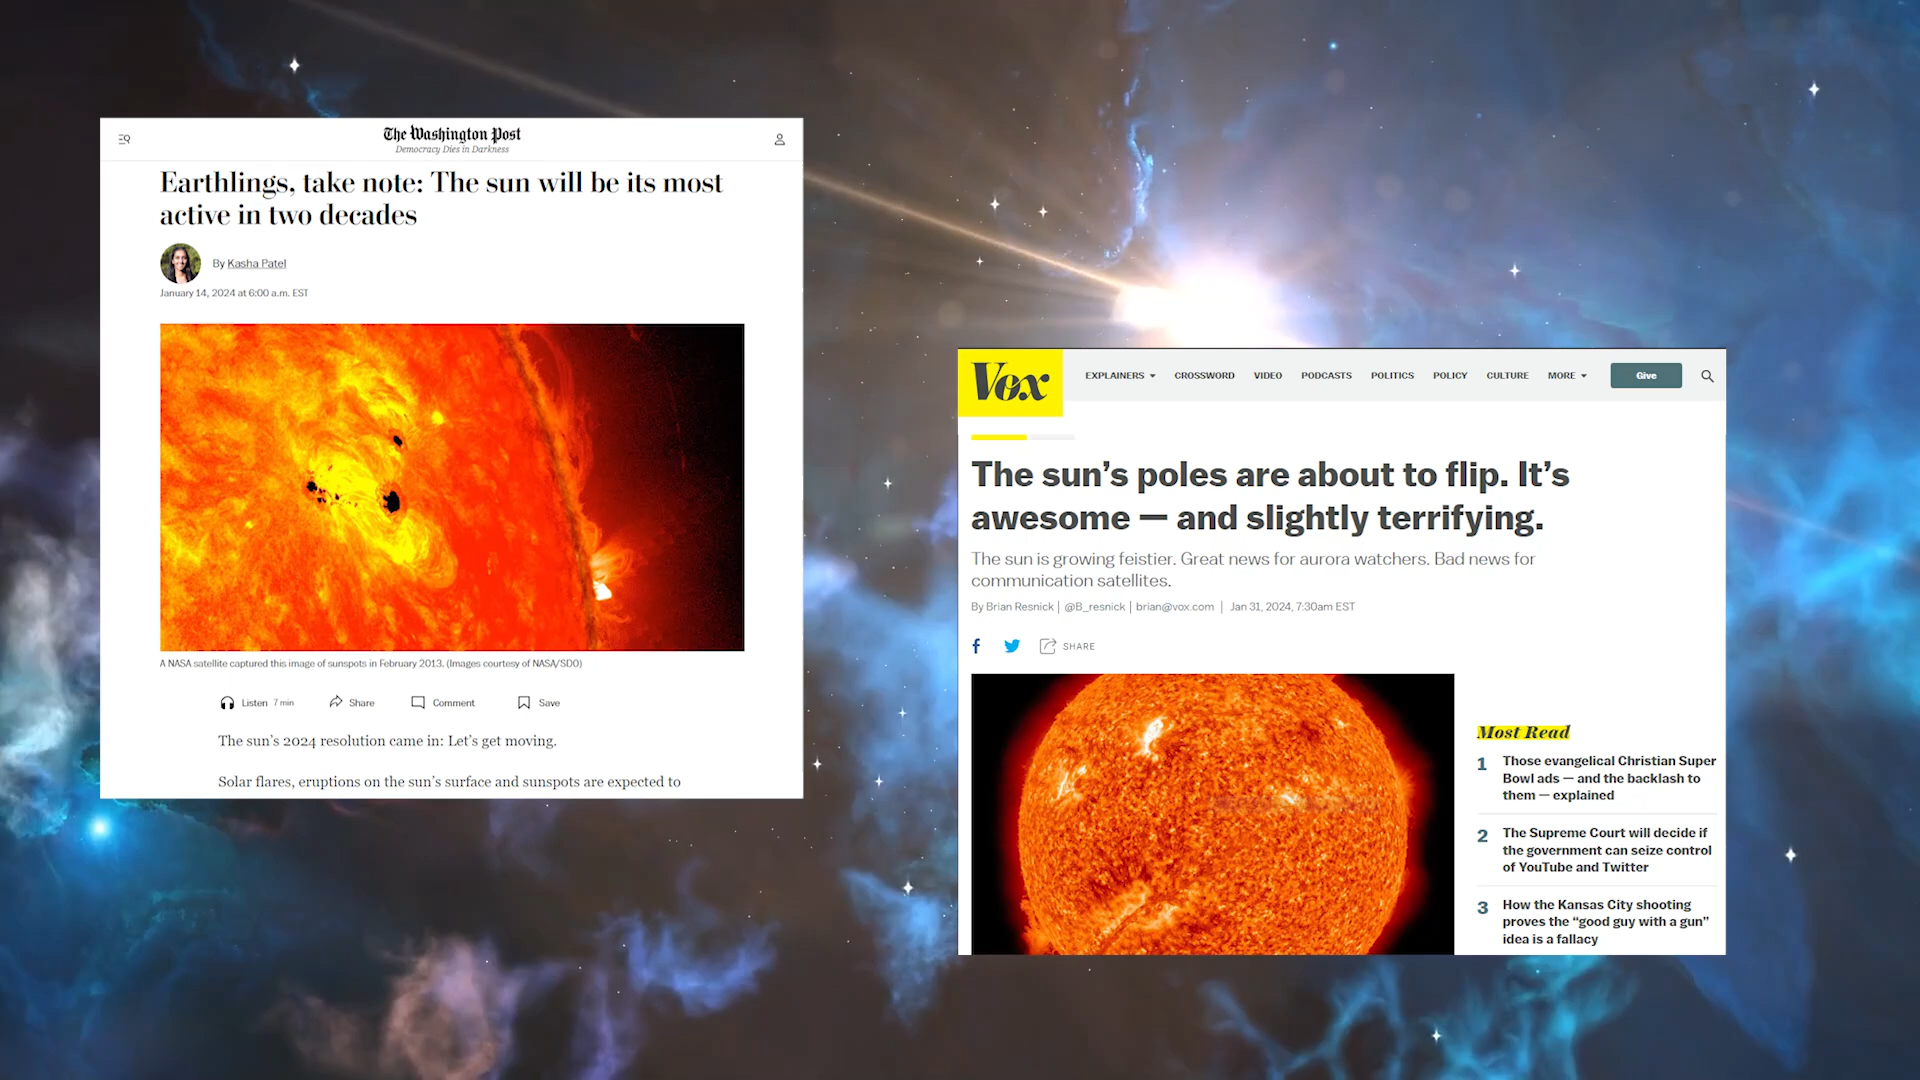 The Washington Post
Democracy Dies in Darkness
Earthlings, take note: The sun will be its most
active in two decades
By Kasha Patel
January 14, 2024 at 6:00 a.m. EST
A NASA satellite captured this image of sunspots in February 2013. (Images courtesy of NASA/SDO)
Listen 7 min Share Comment Save
The sun’s 2024 resolution came in: Let’s get moving.
Solar flares, eruptions on the sun’s surface and sunspots are expected to
Vox
EXPLAINERS CROSSWORD VIDEO PODCASTS POLITICS POLICY CULTURE MORE Give
The sun’s poles are about to flip. It’s
awesome — and slightly terrifying.
The sun is growing feistier. Great news for aurora watchers. Bad news for
communication satellites.
By Brian Resnick | @B_resnick | brian@vox.com | Jan 31, 2024, 7:30am EST
SHARE
Most Read
1 Those evangelical Christian Super
Bowl ads — and the backlash to
them — explained
2 The Supreme Court will decide if
the government can seize control
of YouTube and Twitter
3 How the Kansas City shooting
proves the “good guy with a gun”
idea is a fallacy